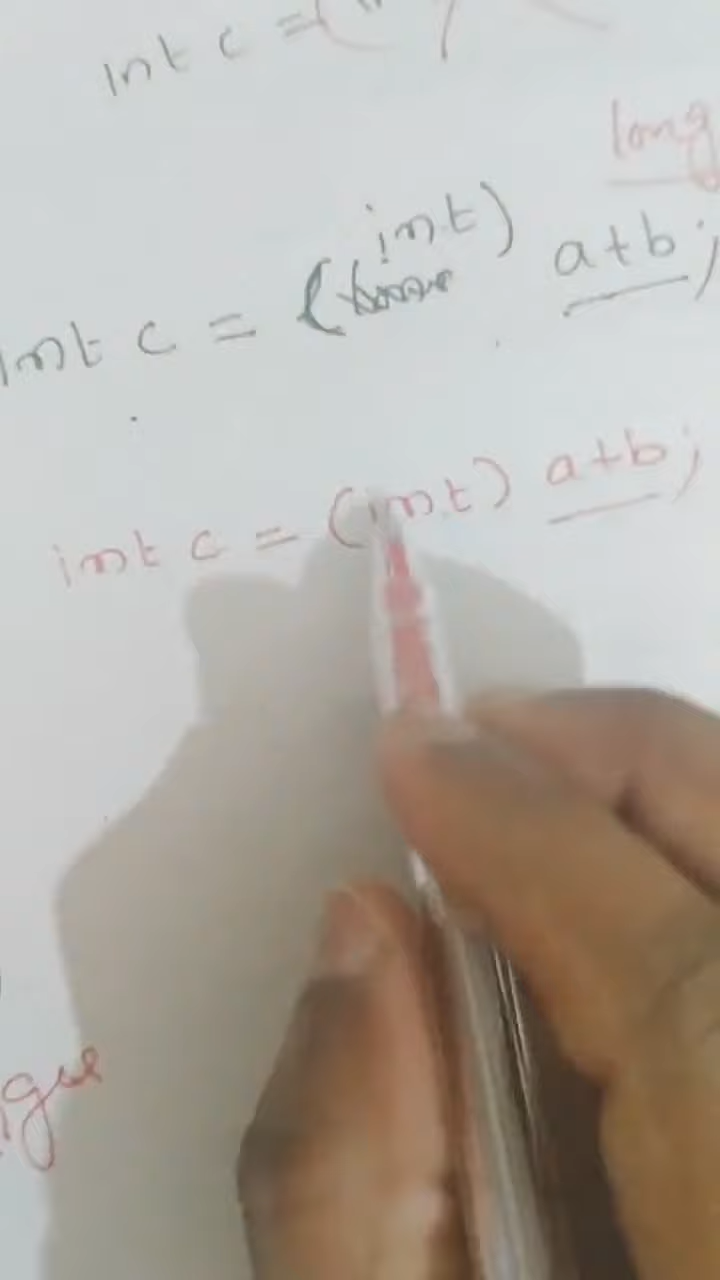 int c = (
long
int c = (int) a+b;
int c = (int) a+b;